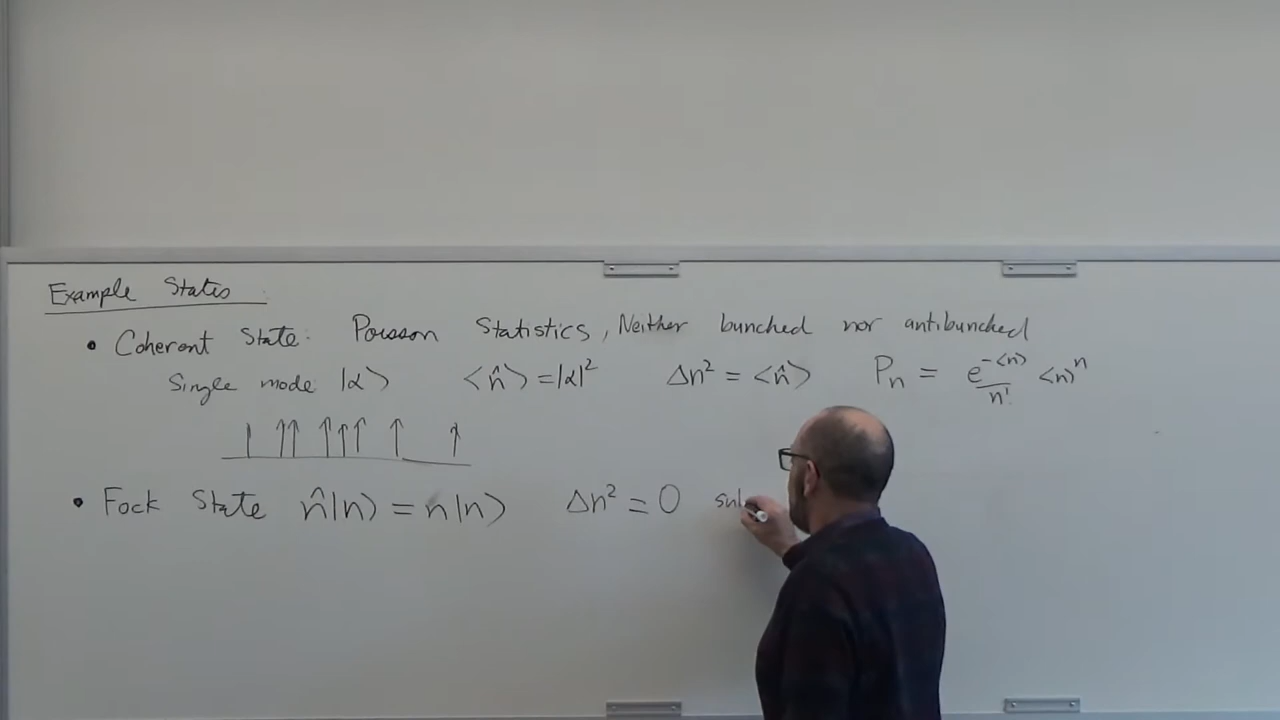 Example States
• Coherent State: Poisson Statistics, Neither bunched nor antibunched
Single mode |α⟩ ⟨n̂⟩ = |α|² Δn² = ⟨n̂⟩ Pₙ = e^(-⟨n⟩)/n! ⟨n⟩ⁿ
• Fock State n̂|n⟩ = n|n⟩ Δn² = 0 sub